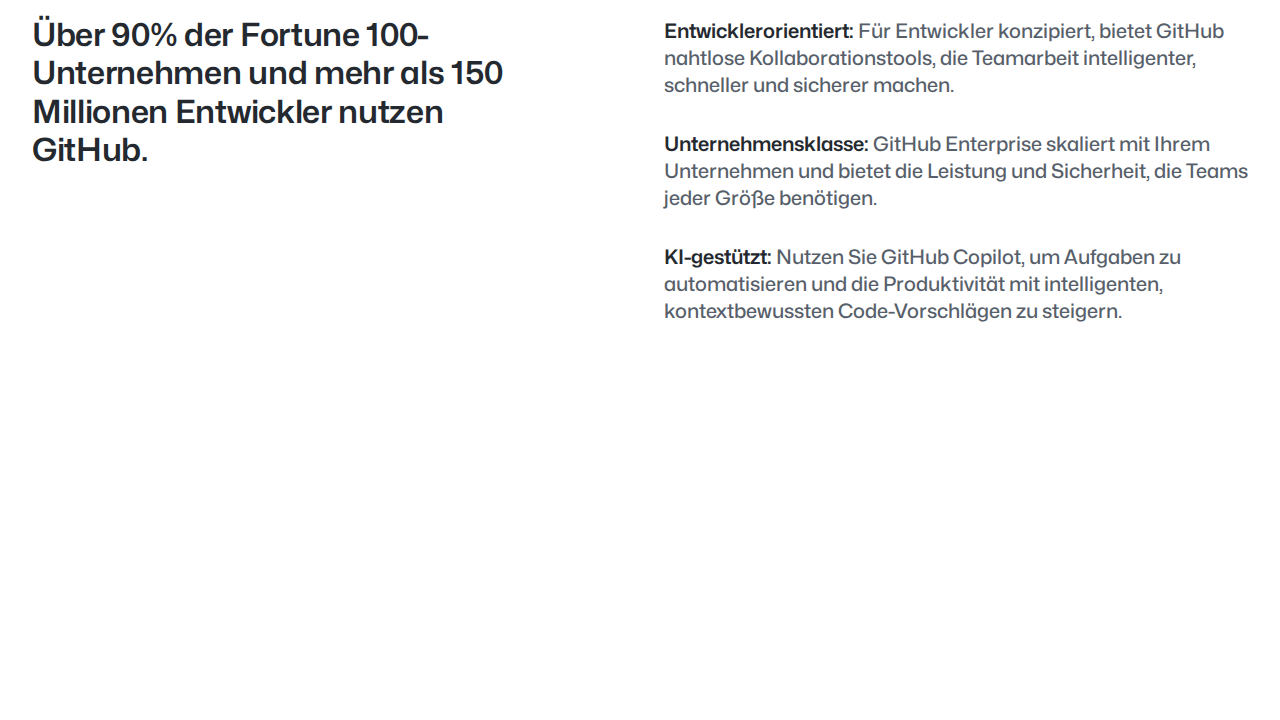 Über 90% der Fortune 100-
Unternehmen und mehr als 150
Millionen Entwickler nutzen
GitHub.
Entwicklerorientiert: Für Entwickler konzipiert, bietet GitHub
nahtlose Kollaborationstools, die Teamarbeit intelligenter,
schneller und sicherer machen.
Unternehmensklasse: GitHub Enterprise skaliert mit Ihrem
Unternehmen und bietet die Leistung und Sicherheit, die Teams
jeder Größe benötigen.
KI-gestützt: Nutzen Sie GitHub Copilot, um Aufgaben zu
automatisieren und die Produktivität mit intelligenten,
kontextbewussten Code-Vorschlägen zu steigern.